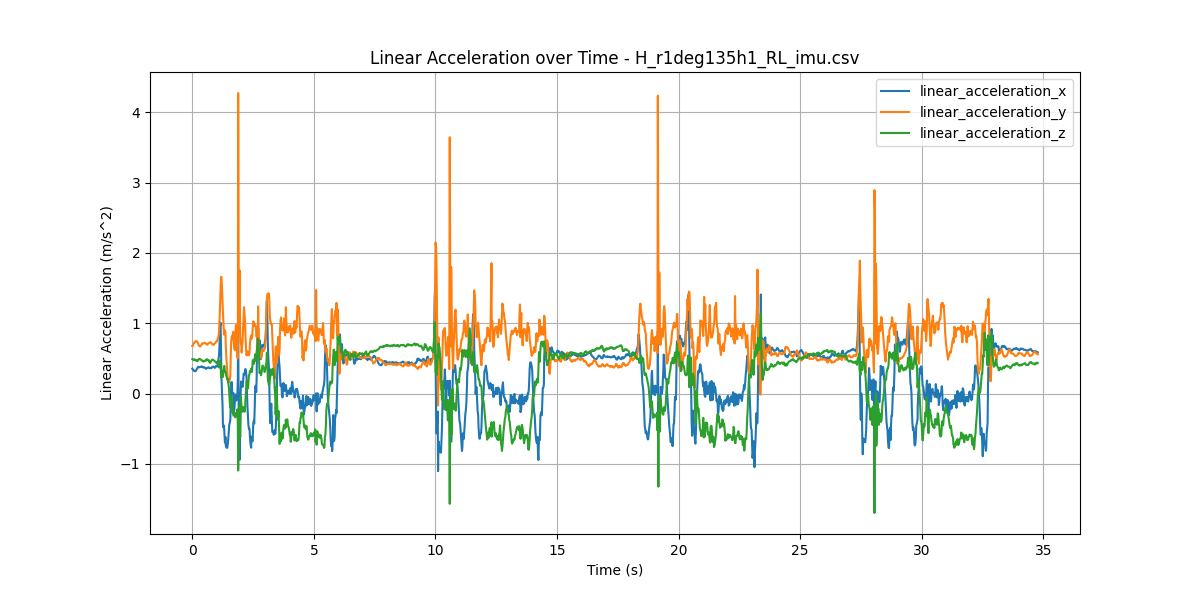 Linear Acceleration over Time - H_r1deg135h1_RL_imu.csv
linear_acceleration_x
linear_acceleration_y
linear_acceleration_z
Linear Acceleration (m/s^2)
4
3
2
1
0
−1
0 5 10 15 20 25 30 35
Time (s)